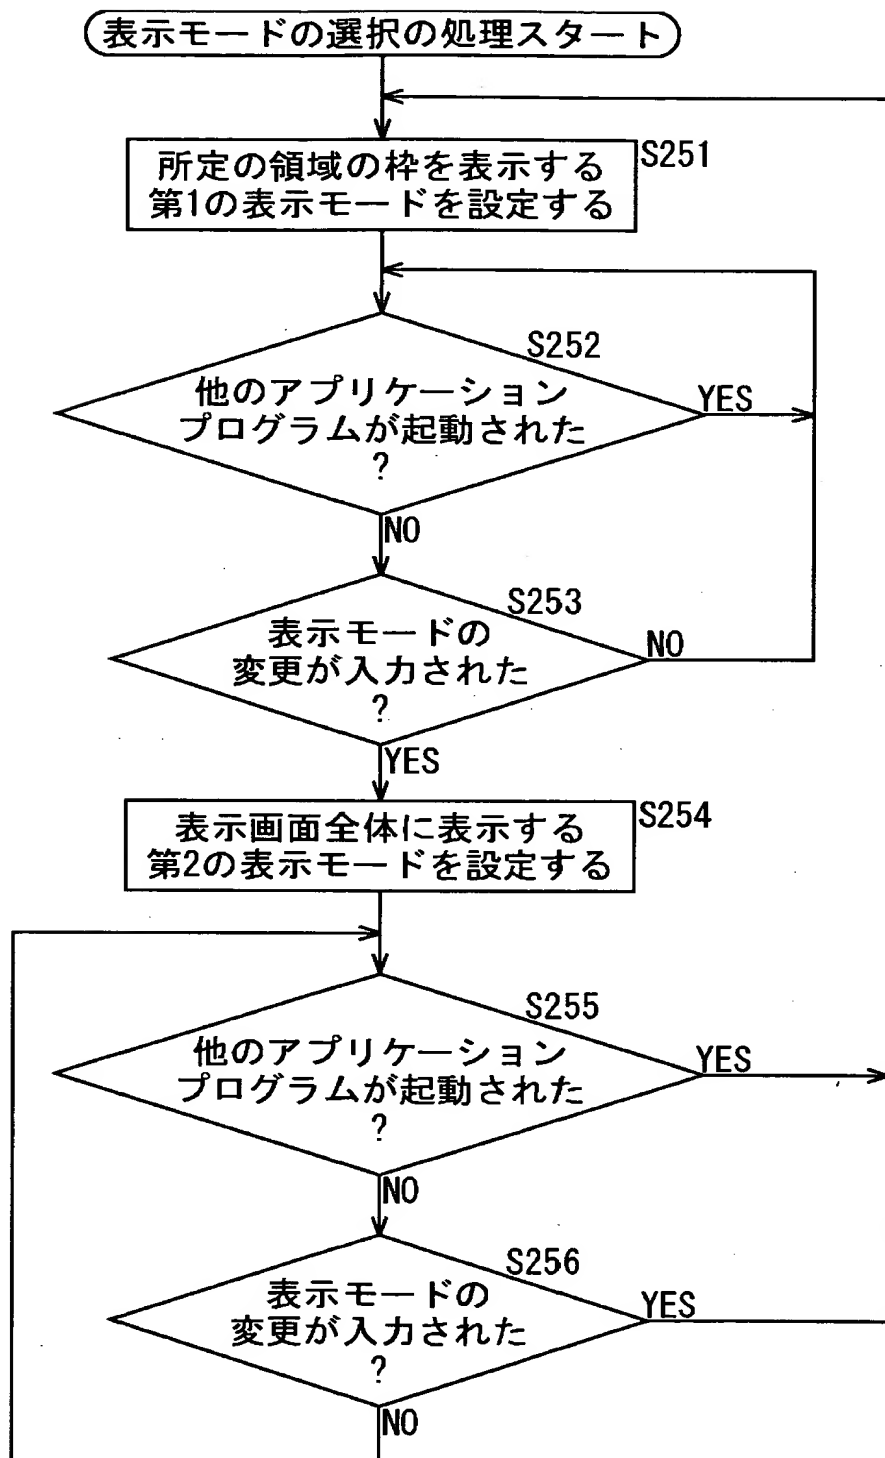 表示モードの選択の処理スタート
S251
所定の領域の枠を表示する
第1の表示モードを設定する
S252
他のアプリケーション
プログラムが起動された
?
YES
NO
S253
表示モードの
変更が入力された
?
NO
YES
S254
表示画面全体に表示する
第2の表示モードを設定する
S255
他のアプリケーション
プログラムが起動された
?
YES
NO
S256
表示モードの
変更が入力された
?
YES
NO